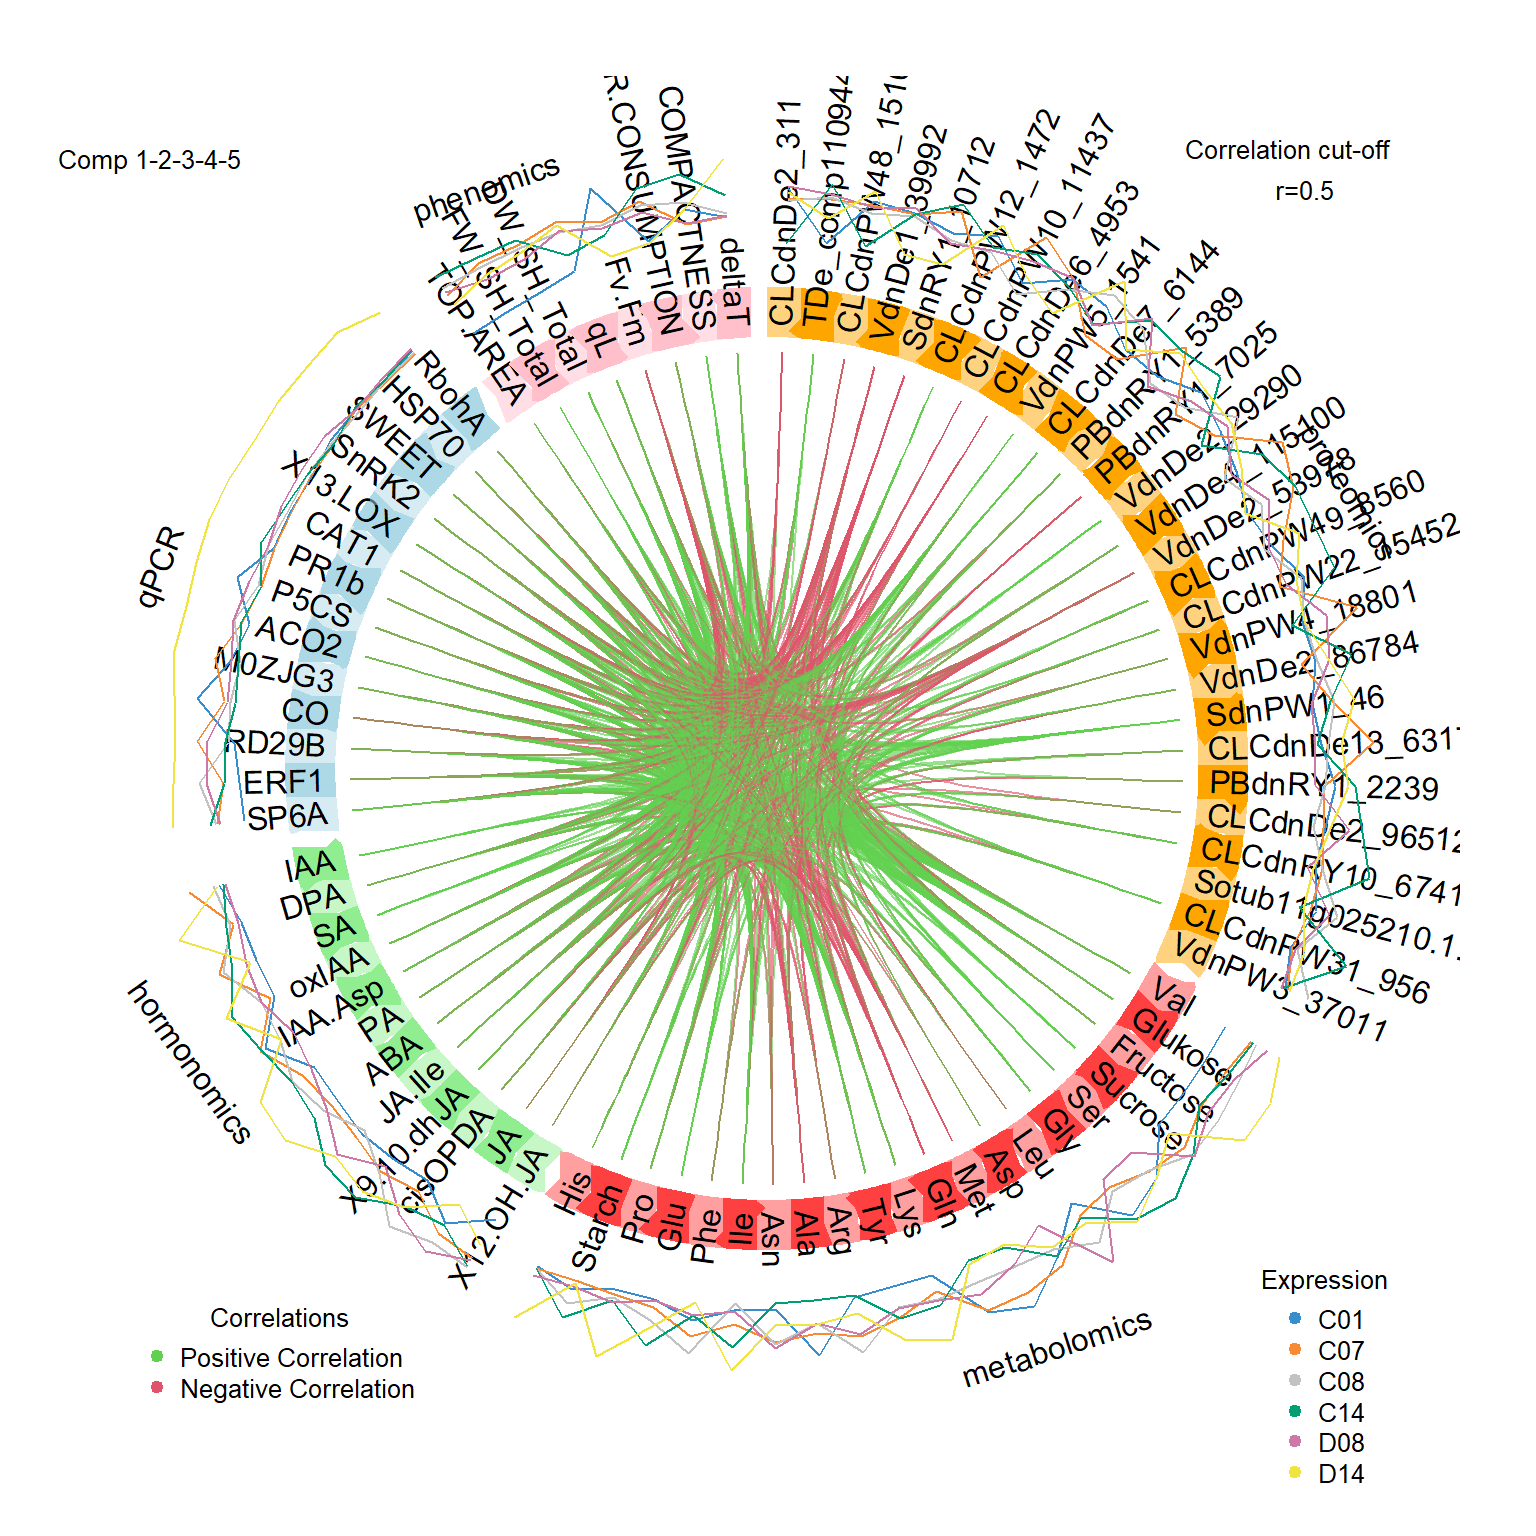 Comp 1-2-3-4-5
Correlation cut-off
r=0.5
phenomics
TOP.AREA
FW_SH_Total
DW_SH_Total
qL
Fv.Fm
R.CONSUMPTION
COMPACTNESS
deltaT
CLCdnDe2_311
TDe_comp110944
CLCdnPW48_1510
VdnDe1_39992
SdnRY1_10712
CLCdnPW12_1472
CLCdnPW10_11437
CLCdnDe6_4953
VdnPW5_1541
CLCdnDe7_6144
PBdnRY1_5389
PBdnRY1_7025
VdnDe2_29290
VdnDe4_115100
VdnDe2_53978
CLCdnPW49_8560
CLCdnPW22_15452
VdnPW4_18801
VdnDe2_86784
SdnPW1_46
CLCdnDe13_6317
PBdnRY1_2239
CLCdnDe2_96512
CLCdnRY10_6741
Sotub11g025210.1.
CLCdnPW31_956
VdnPW3_37011
proteomics
Val
Glukose
Fructose
Sucrose
Ser
Gly
Leu
Asp
Met
Gln
Lys
Tyr
Arg
Ala
Asn
Ile
Phe
Glu
Pro
Starch
His
metabolomics
X12.OH.JA
JA
cisOPDA
X9.10.dhJA
JA.Ile
ABA
PA
IAA.Asp
oxIAA
SA
DPA
IAA
hormonomics
SP6A
ERF1
RD29B
CO
M0ZJG3
ACO2
P5CS
PR1b
CAT1
X13.LOX
SnRK2
SWEET
HSP70
RbohA
qPCR
Correlations
Positive Correlation
Negative Correlation
Expression
C01
C07
C08
C14
D08
D14